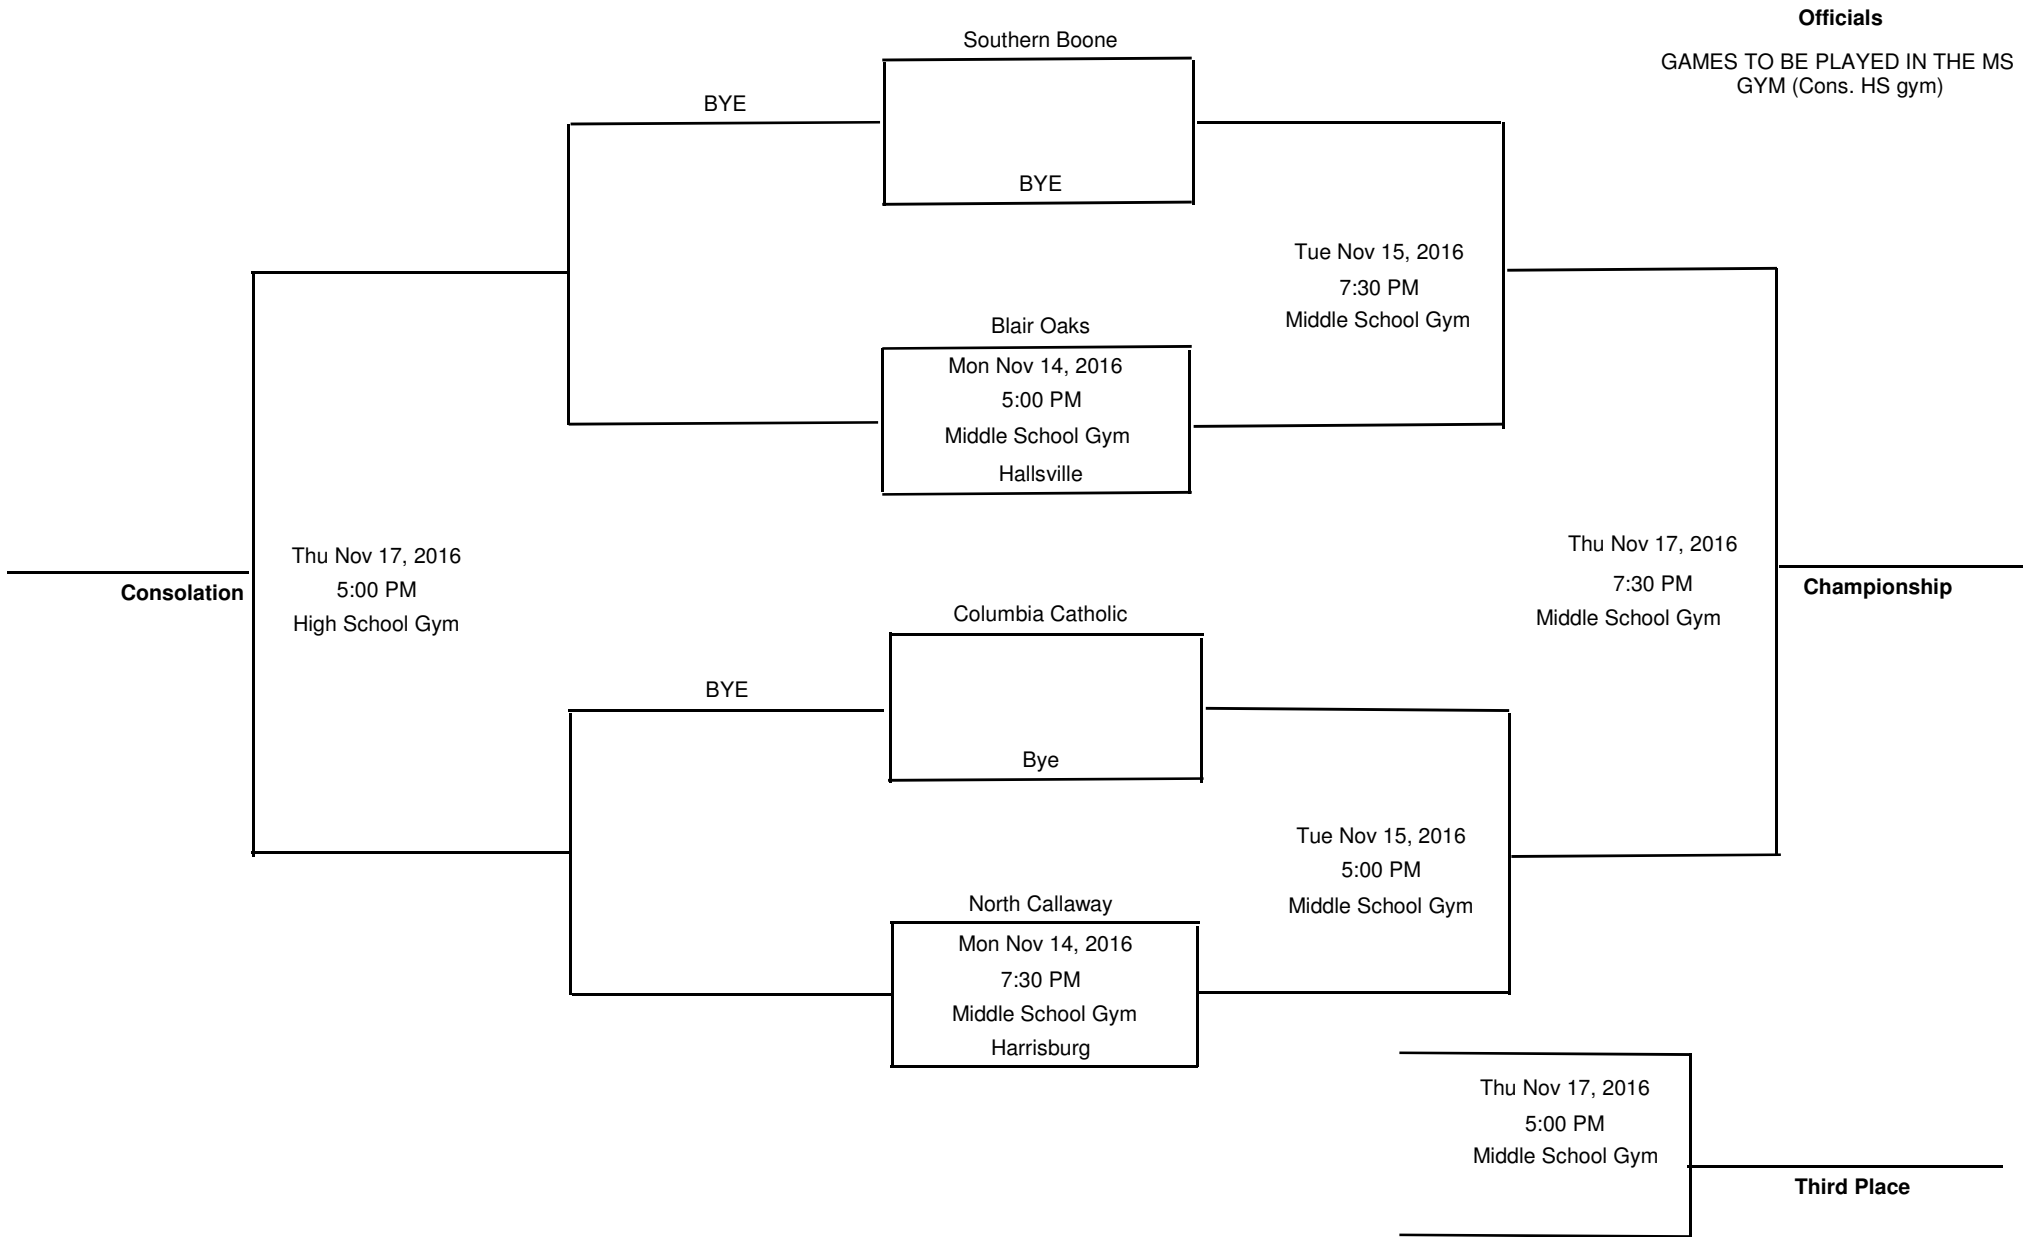 Officials
GAMES TO BE PLAYED IN THE MS
GYM (Cons. HS gym)
Southern Boone
BYE
BYE
Tue Nov 15, 2016
7:30 PM
Middle School Gym
Blair Oaks
Mon Nov 14, 2016
5:00 PM
Middle School Gym
Hallsville
Thu Nov 17, 2016
5:00 PM
High School Gym
Consolation
Thu Nov 17, 2016
7:30 PM
Middle School Gym
Championship
Columbia Catholic
BYE
Bye
Tue Nov 15, 2016
5:00 PM
Middle School Gym
North Callaway
Mon Nov 14, 2016
7:30 PM
Middle School Gym
Harrisburg
Thu Nov 17, 2016
5:00 PM
Middle School Gym
Third Place